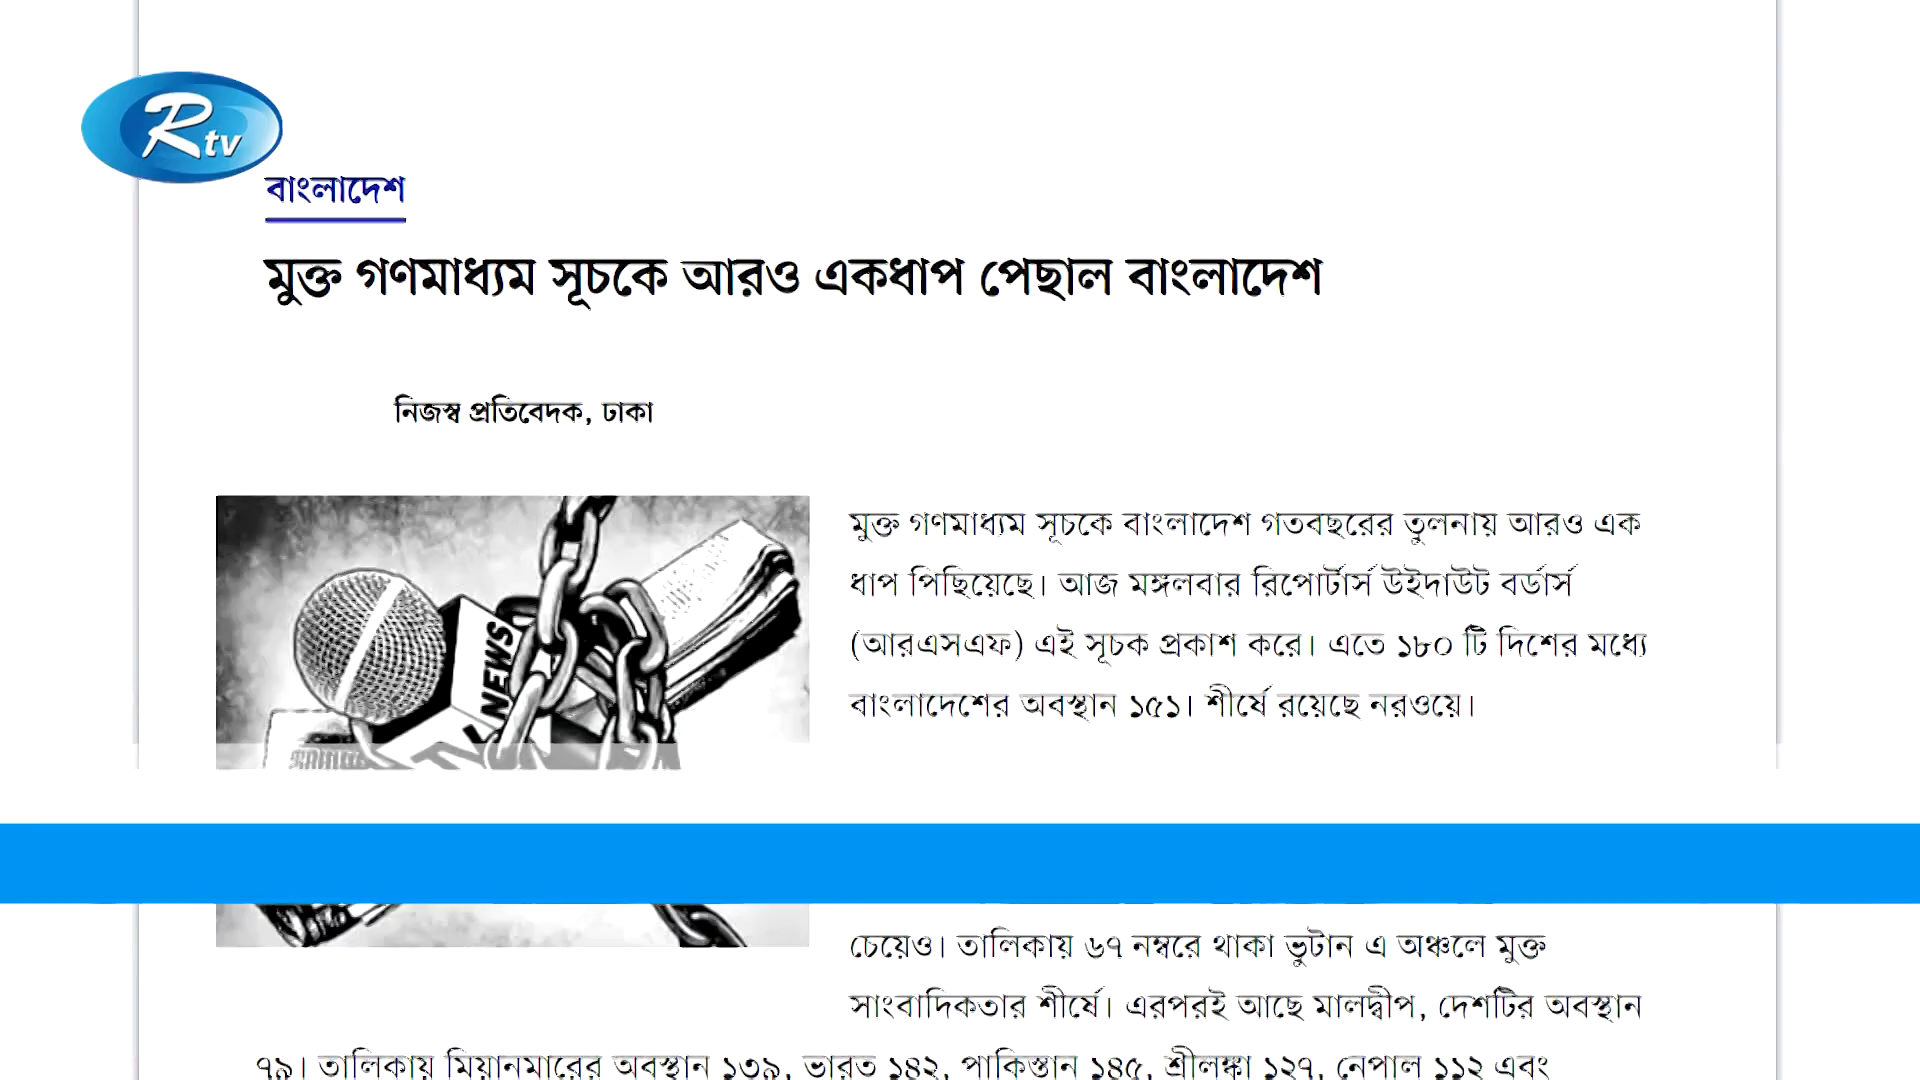 Rtv
বাংলাদেশ
মুক্ত গণমাধ্যম সূচকে আরও একধাপ পেছাল বাংলাদেশ
নিজস্ব প্রতিবেদক, ঢাকা
NEWS
মুক্ত গণমাধ্যম সূচকে বাংলাদেশ গতবছরের তুলনায় আরও এক
ধাপ পিছিয়েছে। আজ মঙ্গলবার রিপোর্টার্স উইদাউট বর্ডার্স
(আরএসএফ) এই সূচক প্রকাশ করে। এতে ১৮০ টি দিশের মধ্যে
বাংলাদেশের অবস্থান ১৫১। শীর্ষে রয়েছে নরওয়ে।
চেয়েও। তালিকায় ৬৭ নম্বরে থাকা ভুটান এ অঞ্চলে মুক্ত
সাংবাদিকতার শীর্ষে। এরপরই আছে মালদ্বীপ, দেশটির অবস্থান
৭৯। তালিকায় মিয়ানমারের অবস্থান ১৩৯, ভারত ১৪২, পাকিস্তান ১৪৫, শ্রীলঙ্কা ১২৭, নেপাল ১১২ এবং